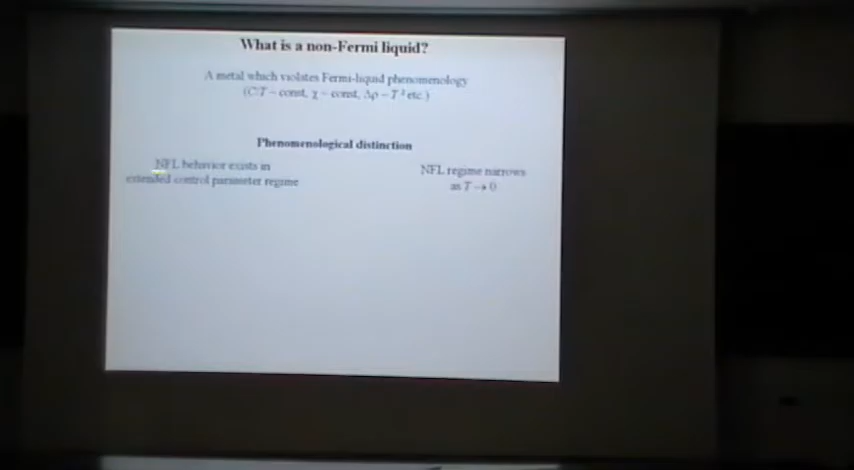 What is a non-Fermi liquid?
A metal which violates Fermi-liquid phenomenology
(C/T ~ const, χ ~ const, Δρ ~ T² etc.)
Phenomenological distinction
NFL behavior exists in
extended control parameter regime
NFL regime narrows
as T → 0